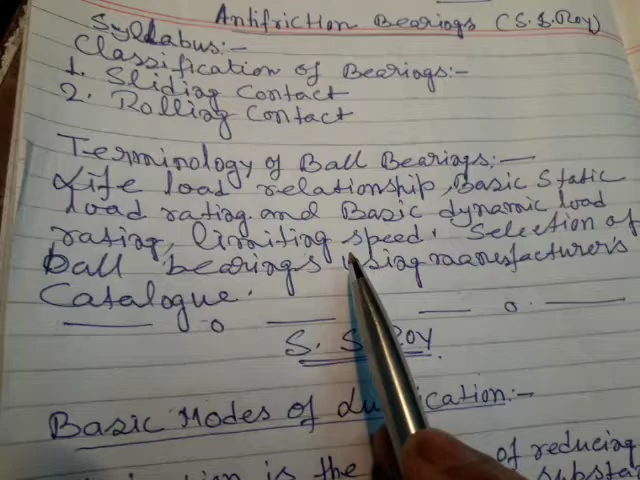 Antifriction Bearings (S.S.Roy)
Syllabus:-
Classification of Bearings:-
1. Sliding Contact
2. Rolling Contact
Terminology of Ball Bearings:-
Life load relationship, Basic Static
load rating and Basic dynamic load
rating, limiting speed. Selection of
ball bearings using manufacturer's
Catalogue.
S. S. ROY
Basic Modes of
is the of reducing